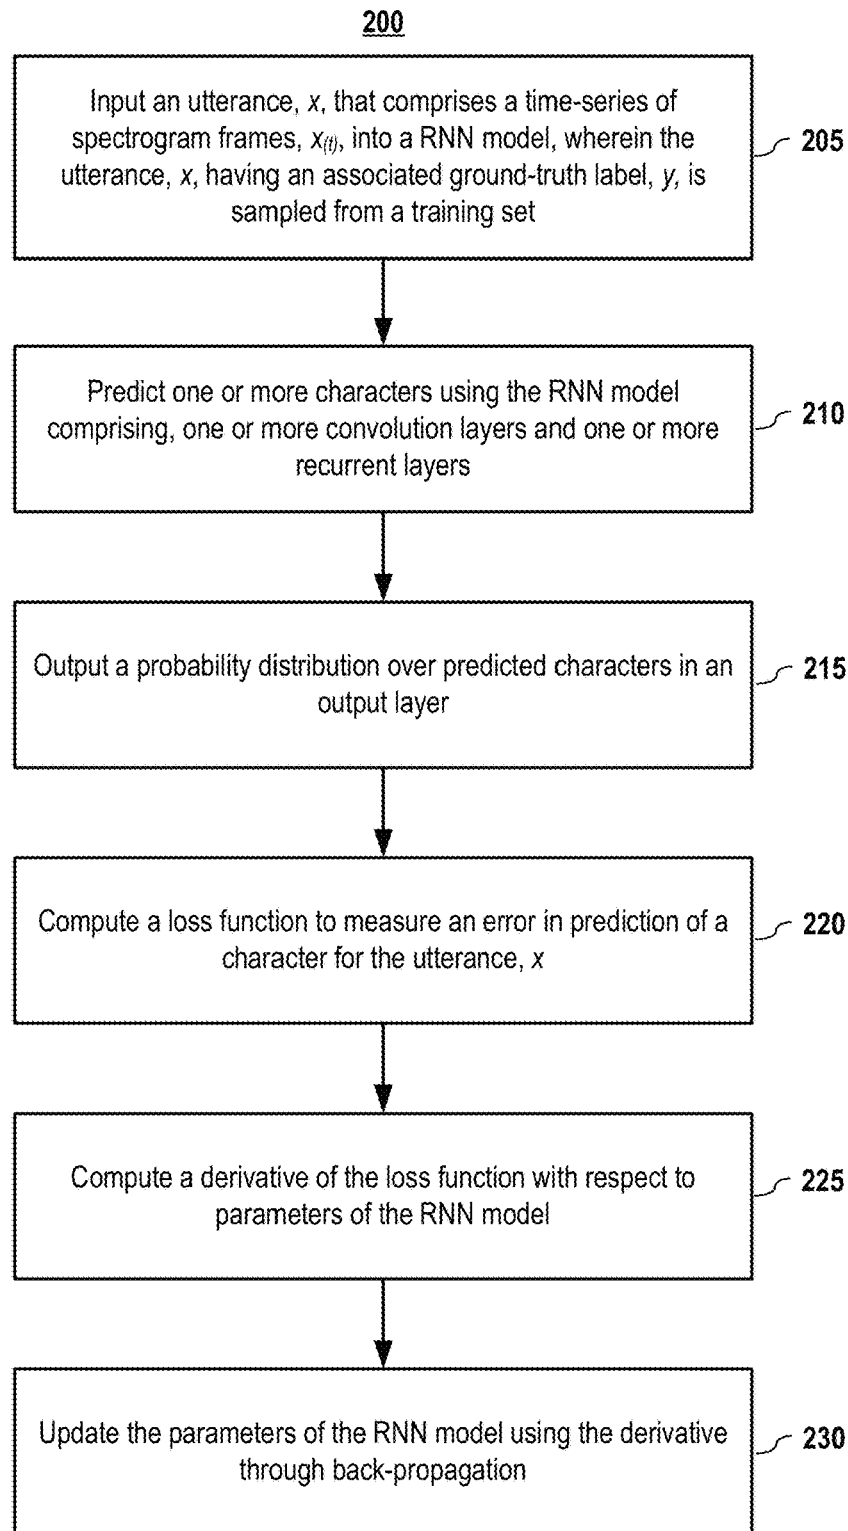 200
Input an utterance, x, that comprises a time-series of
spectrogram frames, x(t), into a RNN model, wherein the
utterance, x, having an associated ground-truth label, y, is
sampled from a training set
205
Predict one or more characters using the RNN model
comprising, one or more convolution layers and one or more
recurrent layers
210
Output a probability distribution over predicted characters in an
output layer
215
Compute a loss function to measure an error in prediction of a
character for the utterance, x
220
Compute a derivative of the loss function with respect to
parameters of the RNN model
225
Update the parameters of the RNN model using the derivative
through back-propagation
230